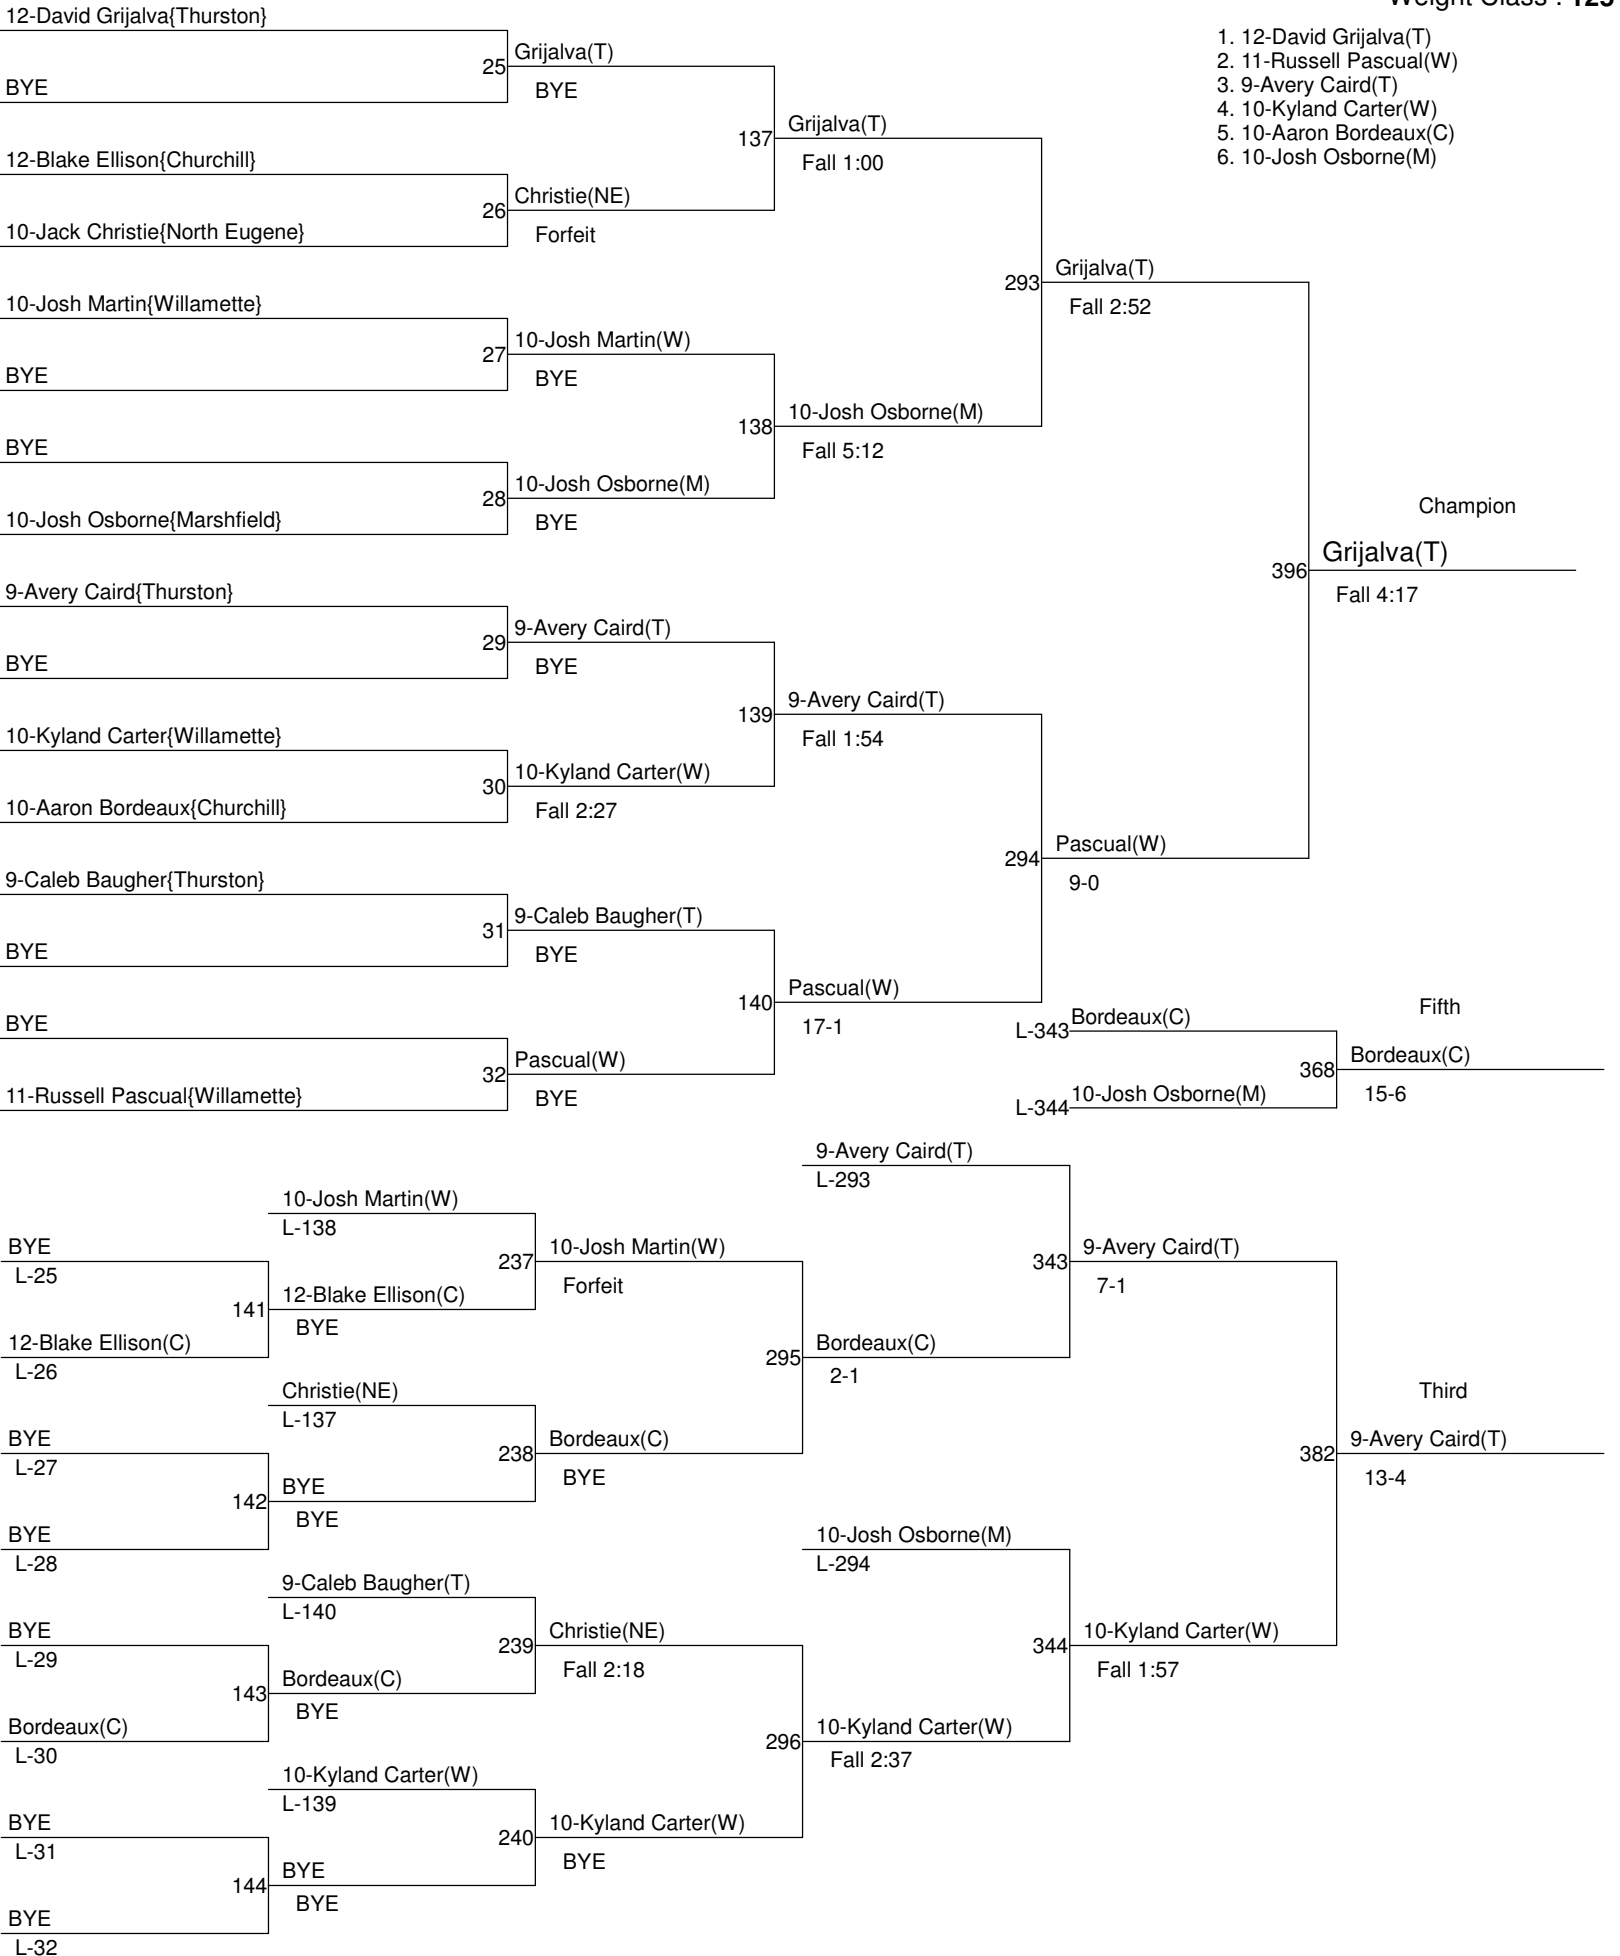 Weight Class : 125
1. 12-David Grijalva(T)
2. 11-Russell Pascual(W)
3. 9-Avery Caird(T)
4. 10-Kyland Carter(W)
5. 10-Aaron Bordeaux(C)
6. 10-Josh Osborne(M)
12-David Grijalva{Thurston}
BYE
25
Grijalva(T)
BYE
12-Blake Ellison{Churchill}
10-Jack Christie{North Eugene}
26
Christie(NE)
Forfeit
137
Grijalva(T)
Fall 1:00
10-Josh Martin{Willamette}
BYE
27
10-Josh Martin(W)
BYE
BYE
10-Josh Osborne{Marshfield}
28
10-Josh Osborne(M)
BYE
138
10-Josh Osborne(M)
Fall 5:12
293
Grijalva(T)
Fall 2:52
9-Avery Caird{Thurston}
BYE
29
9-Avery Caird(T)
BYE
10-Kyland Carter{Willamette}
10-Aaron Bordeaux{Churchill}
30
10-Kyland Carter(W)
Fall 2:27
139
9-Avery Caird(T)
Fall 1:54
9-Caleb Baugher{Thurston}
BYE
31
9-Caleb Baugher(T)
BYE
BYE
11-Russell Pascual{Willamette}
32
Pascual(W)
BYE
140
Pascual(W)
17-1
294
Pascual(W)
9-0
Champion
396
Grijalva(T)
Fall 4:17
Fifth
L-343
Bordeaux(C)
L-344
10-Josh Osborne(M)
368
Bordeaux(C)
15-6
BYE
L-25
12-Blake Ellison(C)
L-26
141
12-Blake Ellison(C)
BYE
10-Josh Martin(W)
L-138
237
10-Josh Martin(W)
Forfeit
BYE
L-27
BYE
L-28
142
BYE
BYE
Christie(NE)
L-137
238
Bordeaux(C)
BYE
295
Bordeaux(C)
2-1
9-Avery Caird(T)
L-293
343
9-Avery Caird(T)
7-1
BYE
L-29
Bordeaux(C)
L-30
143
Bordeaux(C)
BYE
9-Caleb Baugher(T)
L-140
239
Christie(NE)
Fall 2:18
BYE
L-31
BYE
L-32
144
BYE
BYE
10-Kyland Carter(W)
L-139
240
10-Kyland Carter(W)
BYE
296
10-Kyland Carter(W)
Fall 2:37
10-Josh Osborne(M)
L-294
344
10-Kyland Carter(W)
Fall 1:57
Third
382
9-Avery Caird(T)
13-4